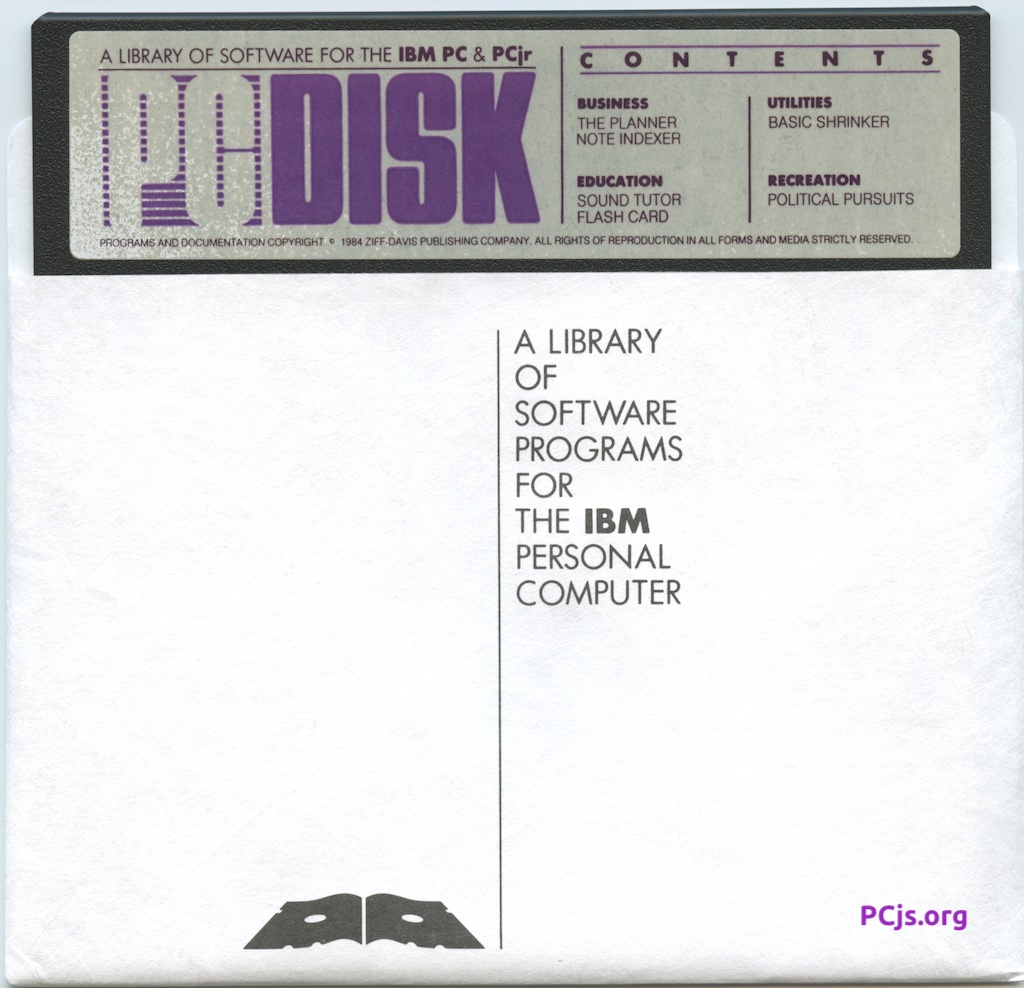 A LIBRARY OF SOFTWARE FOR THE IBM PC & PCjr
PC DISK
CONTENTS
BUSINESS
THE PLANNER
NOTE INDEXER
EDUCATION
SOUND TUTOR
FLASH CARD
UTILITIES
BASIC SHRINKER
RECREATION
POLITICAL PURSUITS
PROGRAMS AND DOCUMENTATION COPYRIGHT © 1984 ZIFF-DAVIS PUBLISHING COMPANY. ALL RIGHTS OF REPRODUCTION IN ALL FORMS AND MEDIA STRICTLY RESERVED.
A LIBRARY
OF
SOFTWARE
PROGRAMS
FOR
THE IBM
PERSONAL
COMPUTER
PCjs.org